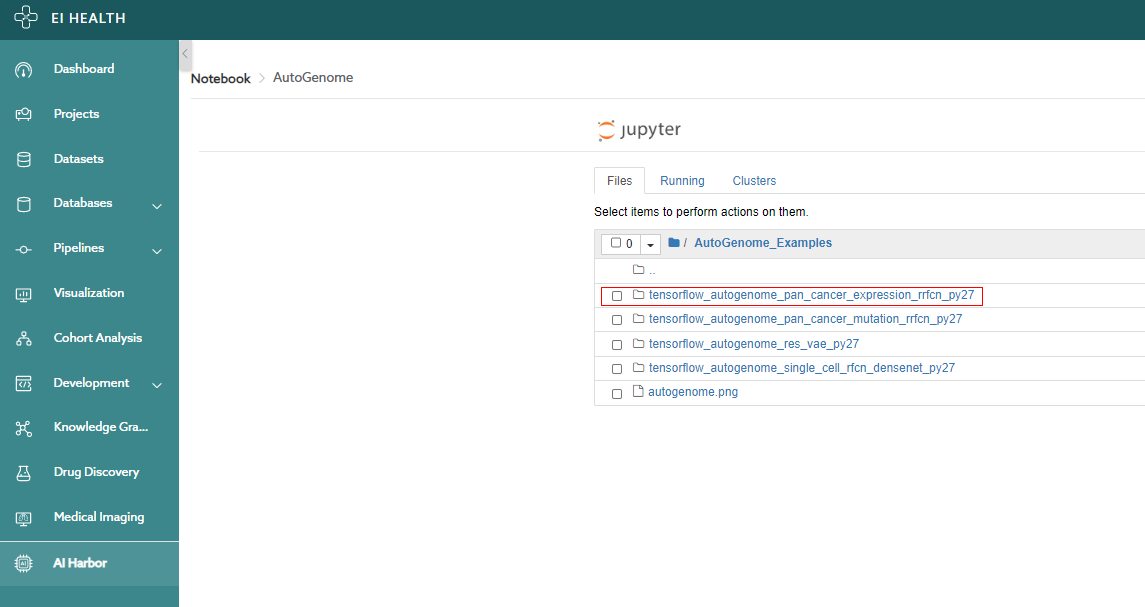 EI HEALTH
Dashboard
Projects
Datasets
Databases
Pipelines
Visualization
Cohort Analysis
Development
Knowledge Gra...
Drug Discovery
Medical Imaging
AI Harbor
Notebook > AutoGenome
jupyter
Files Running Clusters
Select items to perform actions on them.
0 / AutoGenome_Examples
..
tensorflow_autogenome_pan_cancer_expression_rrfcn_py27
tensorflow_autogenome_pan_cancer_mutation_rrfcn_py27
tensorflow_autogenome_res_vae_py27
tensorflow_autogenome_single_cell_rfcn_densenet_py27
autogenome.png